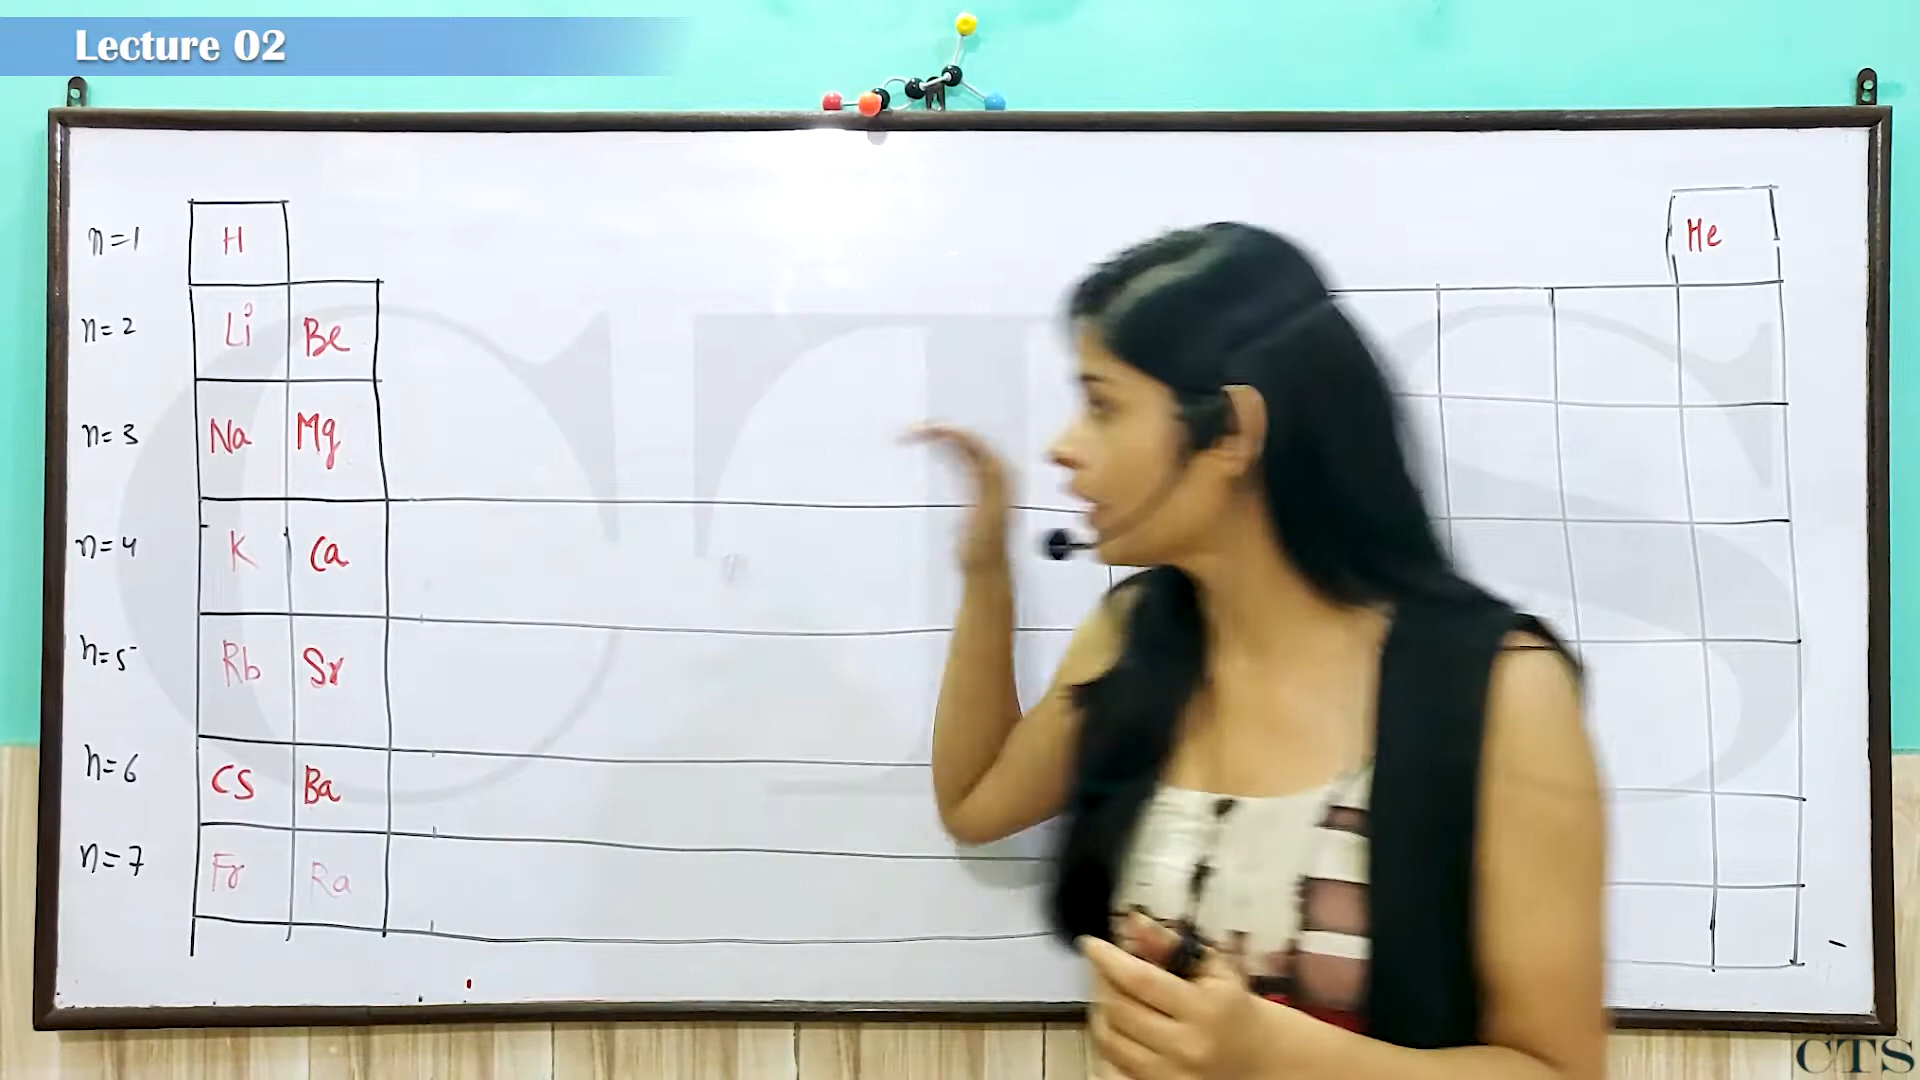 Lecture 02
n=1 H He
n=2 Li Be
n=3 Na Mg
n=4 K Ca
n=5 Rb Sr
n=6 CS Ba
n=7 Fr Ra
CTS
CTS